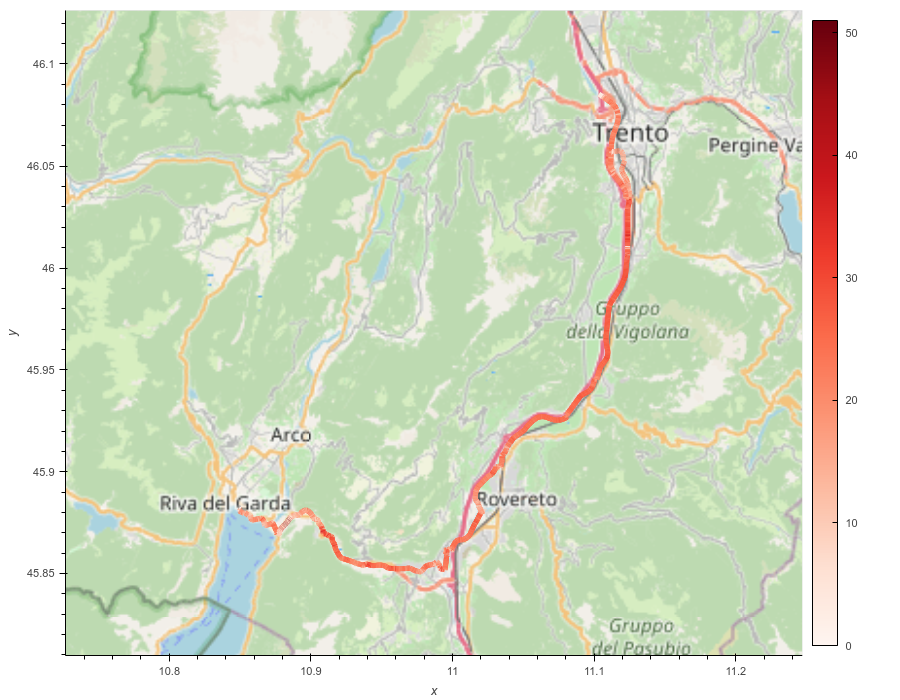 50
40
30
20
10
0
46.1
46.05
46
45.95
45.9
45.85
y
Trento
Pergine Va
Gruppo
della Vigolana
Arco
Riva del Garda
Rovereto
Gruppo
del Pasubio
10.8
10.9
11
11.1
11.2
x